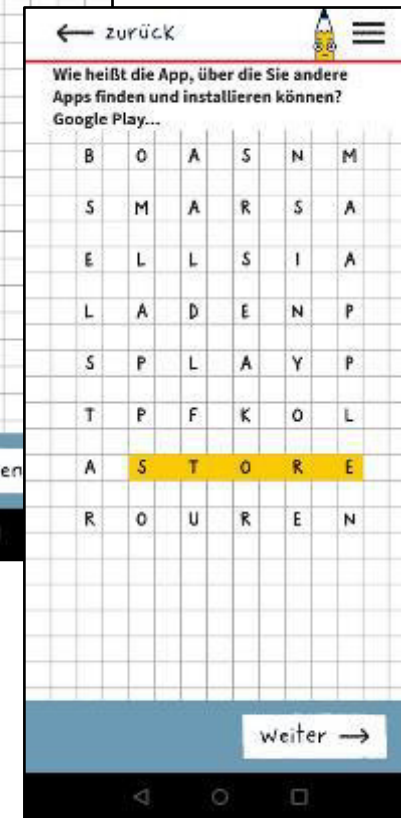 ← zurück
Wie heißt die App, über die Sie andere
Apps finden und installieren können?
Google Play...
B O A S N M
S M A R S A
E L L S I A
L A D E N P
S P L A Y P
T P F K O L
A S T O R E
R O U R E N
en
weiter →